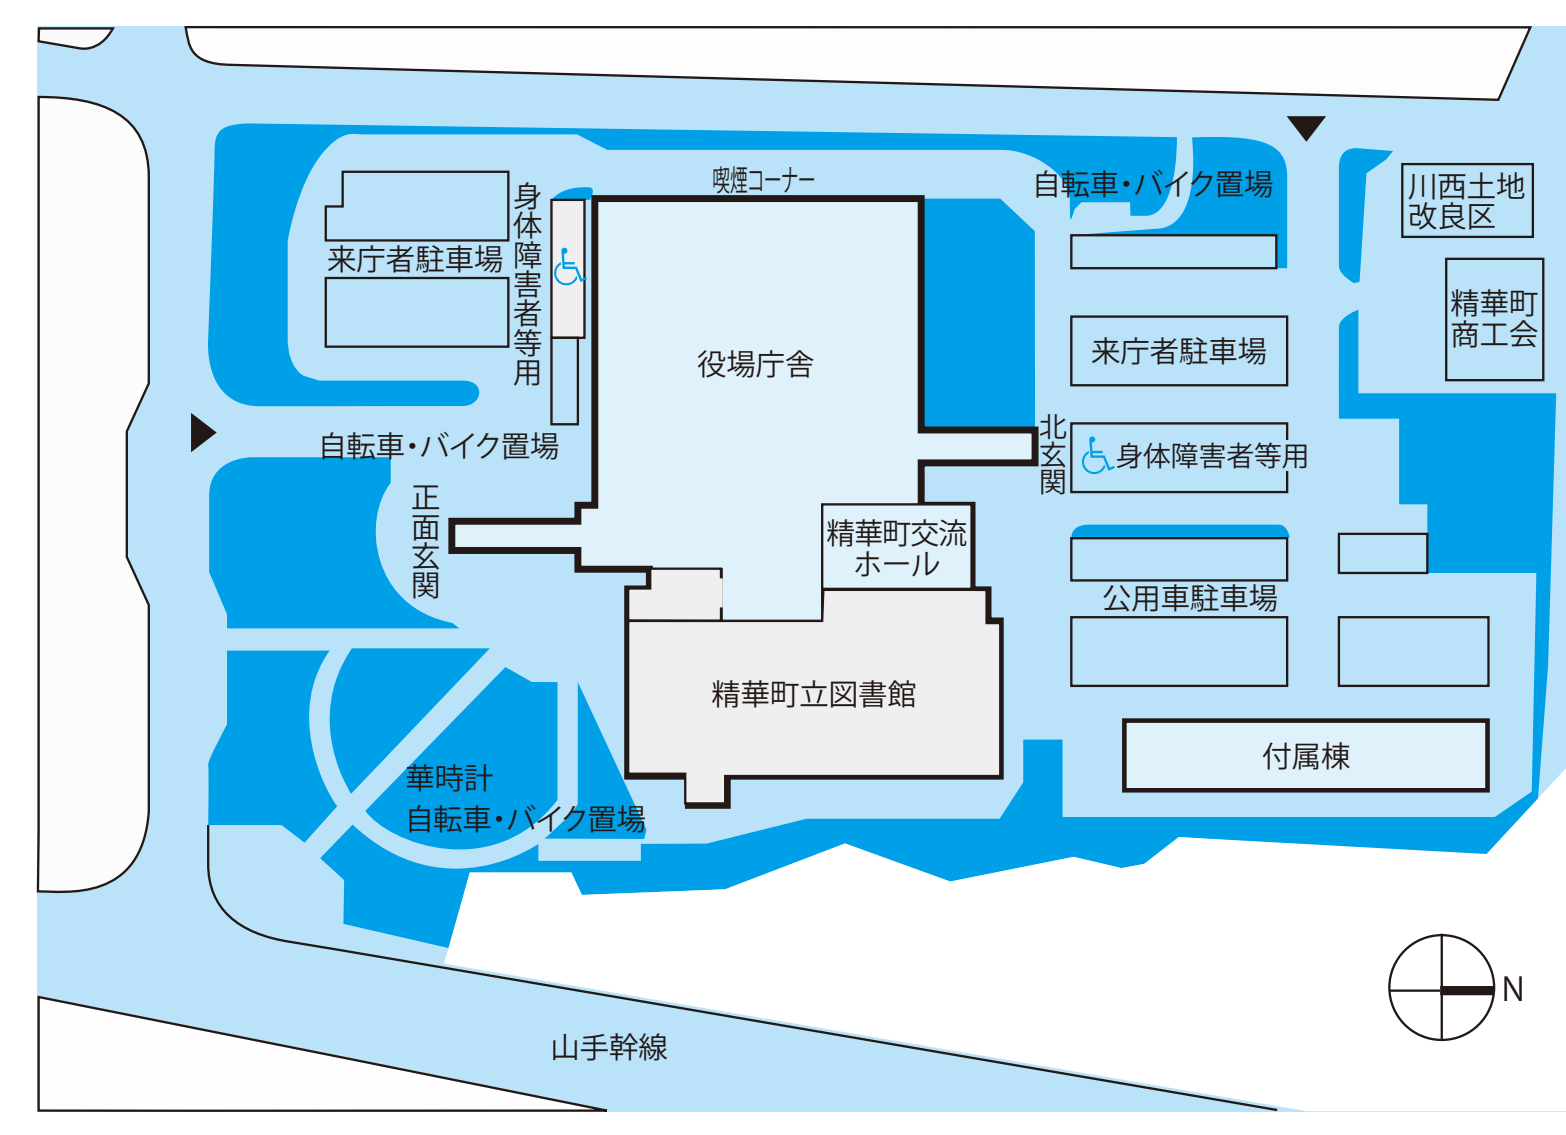 喫煙コーナー
自転車・バイク置場
川西土地
改良区
身体障害者等用
来庁者駐車場
精華町
商工会
来庁者駐車場
役場庁舎
北玄関
身体障害者等用
自転車・バイク置場
正面玄関
精華町交流
ホール
公用車駐車場
精華町立図書館
付属棟
華時計
自転車・バイク置場
N
山手幹線